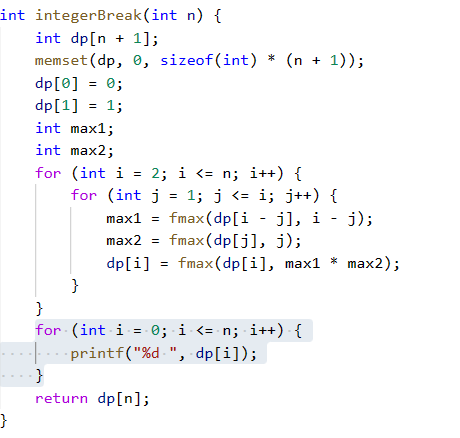 int integerBreak(int n) {
    int dp[n + 1];
    memset(dp, 0, sizeof(int) * (n + 1));
    dp[0] = 0;
    dp[1] = 1;
    int max1;
    int max2;
    for (int i = 2; i <= n; i++) {
        for (int j = 1; j <= i; j++) {
            max1 = fmax(dp[i - j], i - j);
            max2 = fmax(dp[j], j);
            dp[i] = fmax(dp[i], max1 * max2);
        }
    }
    for (int i = 0; i <= n; i++) {
        printf("%d ", dp[i]);
    }
    return dp[n];
}